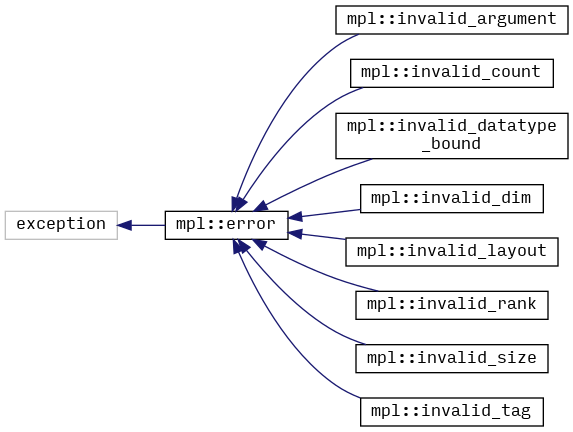 mpl::invalid_argument
mpl::invalid_count
mpl::invalid_datatype
_bound
mpl::invalid_dim
exception
mpl::error
mpl::invalid_layout
mpl::invalid_rank
mpl::invalid_size
mpl::invalid_tag